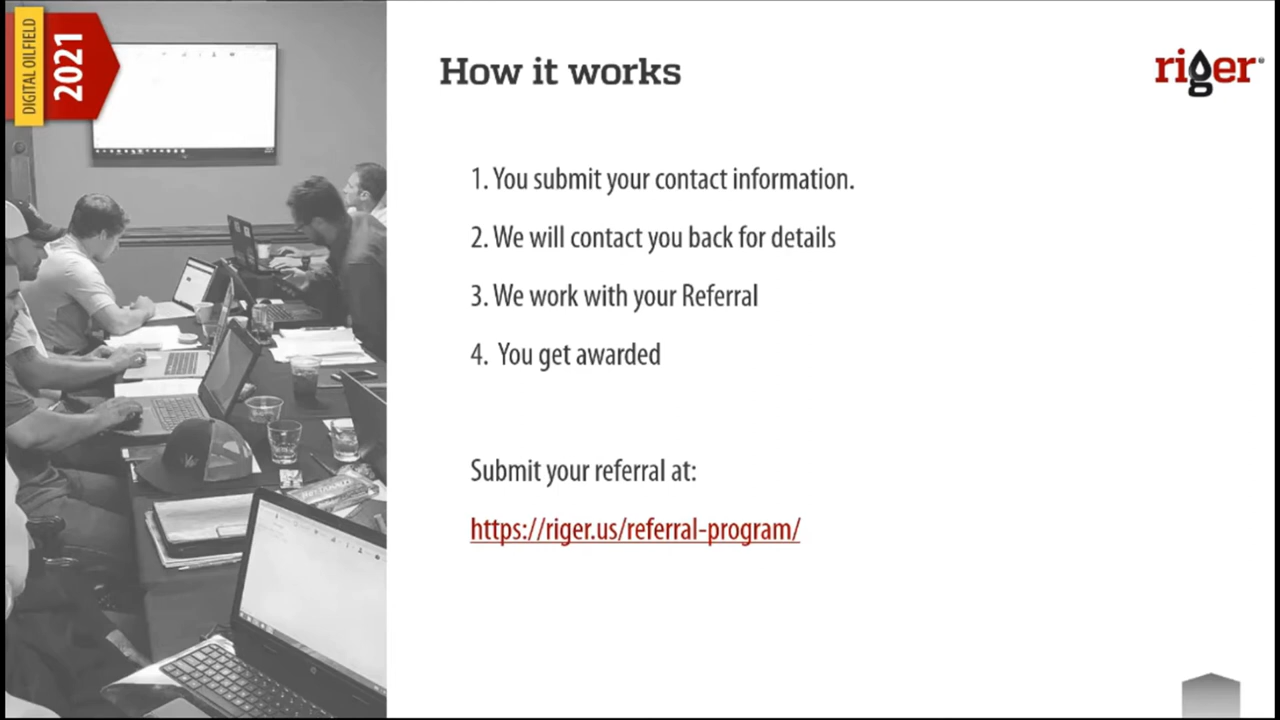 DIGITAL OILFIELD
2021
How it works
riger®
1. You submit your contact information.
2. We will contact you back for details
3. We work with your Referral
4. You get awarded
Submit your referral at:
https://riger.us/referral-program/